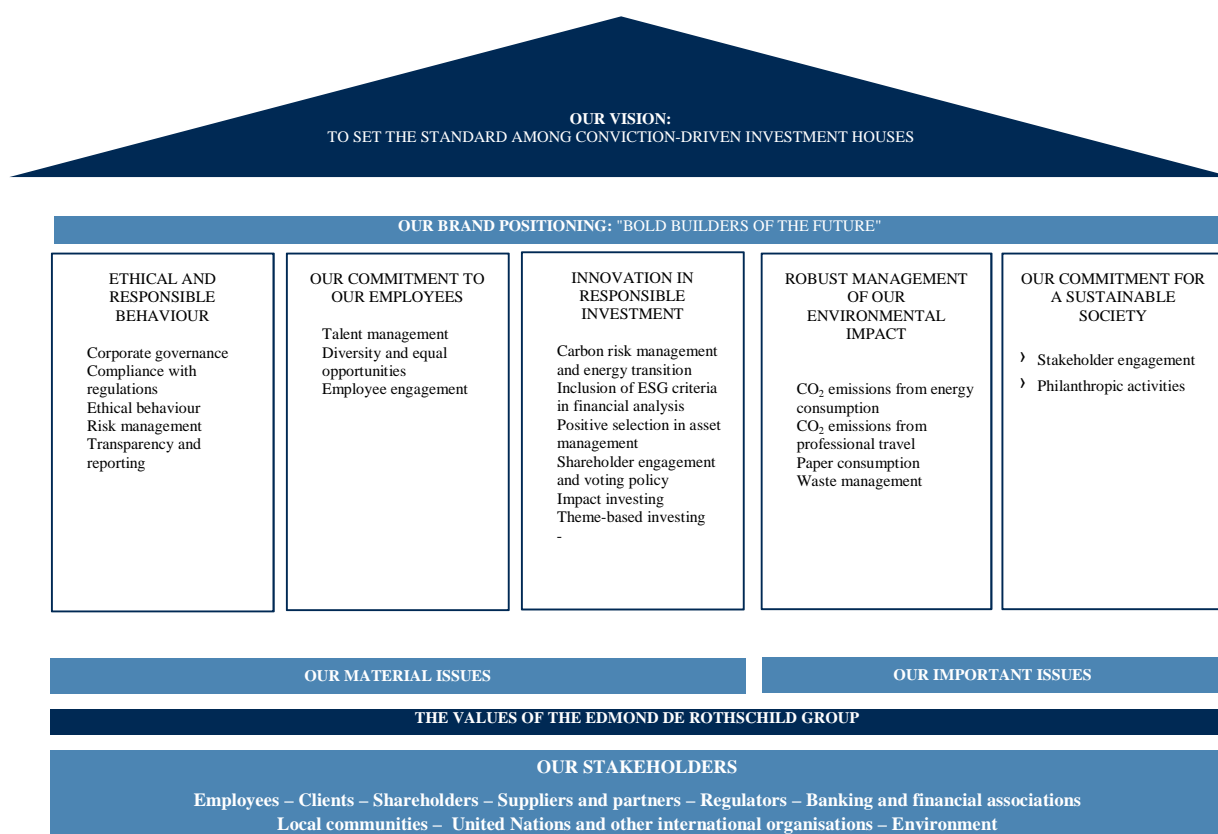 OUR VISION:
TO SET THE STANDARD AMONG CONVICTION-DRIVEN INVESTMENT HOUSES
OUR BRAND POSITIONING: "BOLD BUILDERS OF THE FUTURE"
ETHICAL AND
RESPONSIBLE
BEHAVIOUR
Corporate governance
Compliance with
regulations
Ethical behaviour
Risk management
Transparency and
reporting
OUR COMMITMENT TO
OUR EMPLOYEES
Talent management
Diversity and equal
opportunities
Employee engagement
INNOVATION IN
RESPONSIBLE
INVESTMENT
Carbon risk management
and energy transition
Inclusion of ESG criteria
in financial analysis
Positive selection in asset
management
Shareholder engagement
and voting policy
Impact investing
Theme-based investing
-
ROBUST MANAGEMENT
OF OUR
ENVIRONMENTAL
IMPACT
CO₂ emissions from energy
consumption
CO₂ emissions from
professional travel
Paper consumption
Waste management
OUR COMMITMENT FOR
A SUSTAINABLE
SOCIETY
› Stakeholder engagement
› Philanthropic activities
OUR MATERIAL ISSUES
OUR IMPORTANT ISSUES
THE VALUES OF THE EDMOND DE ROTHSCHILD GROUP
OUR STAKEHOLDERS
Employees – Clients – Shareholders – Suppliers and partners – Regulators – Banking and financial associations
Local communities – United Nations and other international organisations – Environment